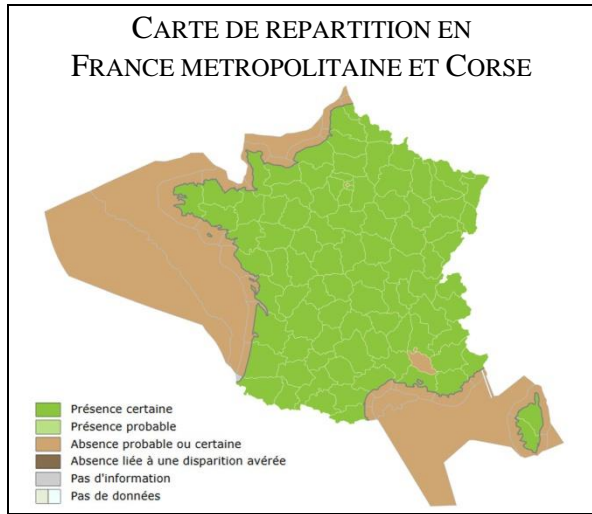 CARTE DE REPARTITION EN
FRANCE METROPOLITAINE ET CORSE
Présence certaine
Présence probable
Absence probable ou certaine
Absence liée à une disparition avérée
Pas d'information
Pas de données